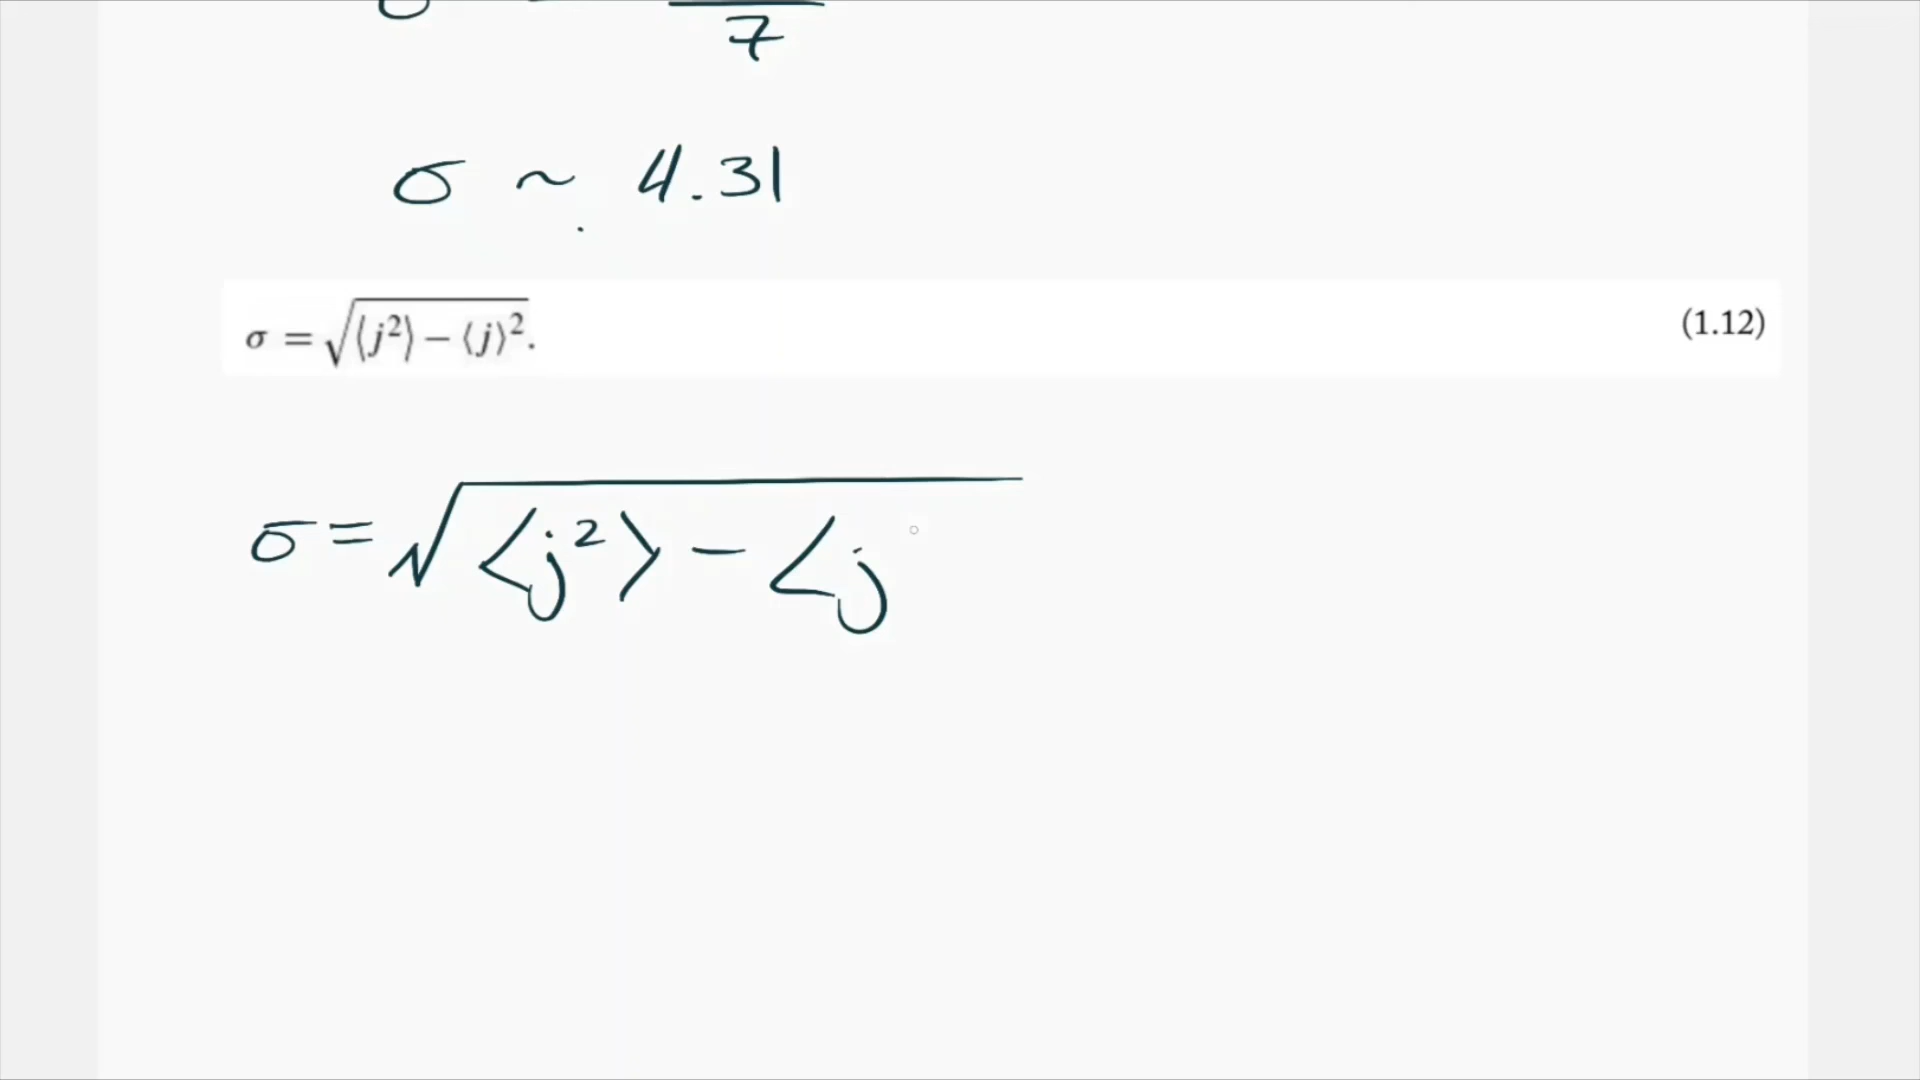 7
σ ~ 4.31
σ = √⟨j²⟩ − ⟨j⟩². (1.12)
σ = √⟨j²⟩ − ⟨j